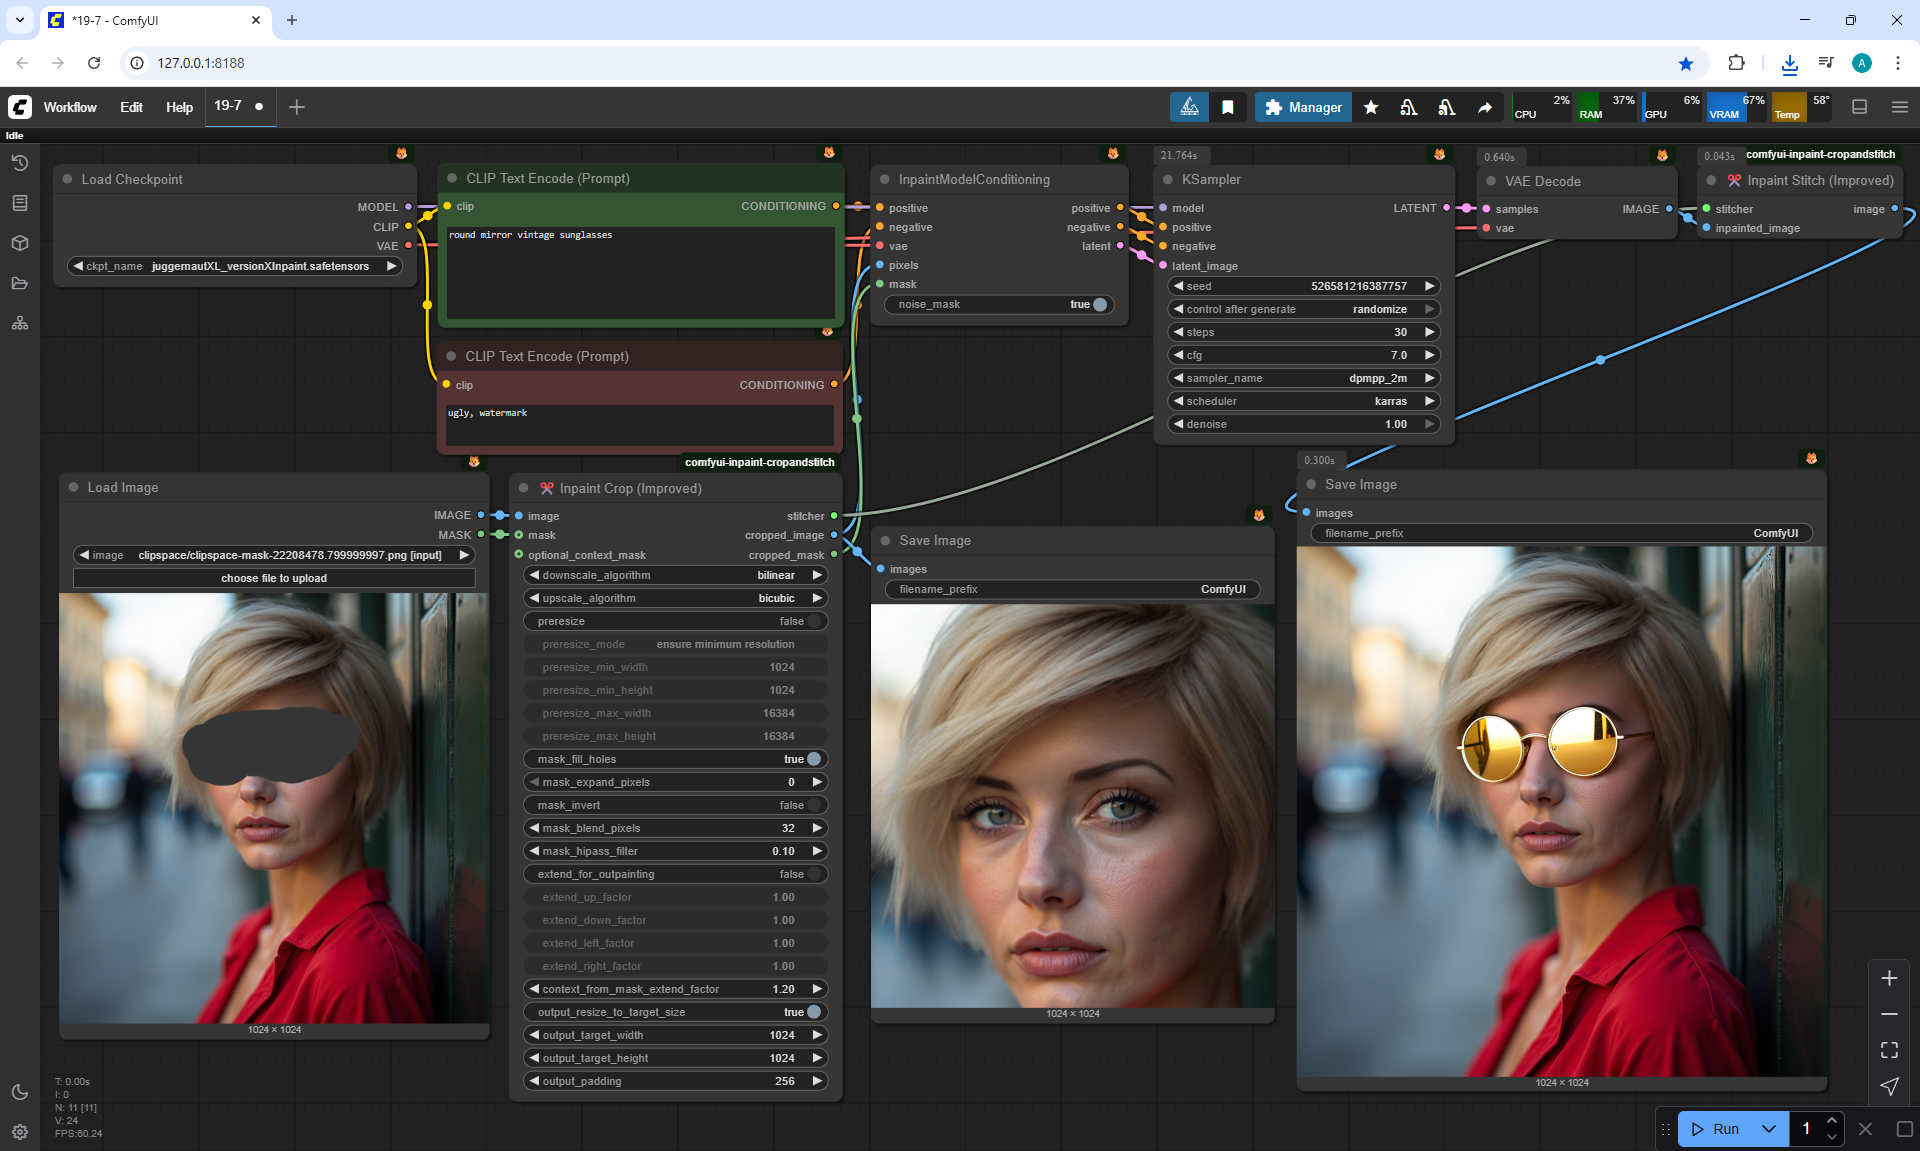 *19-7 - ComfyUI
127.0.0.1:8188
A
Workflow
Edit
Help
19-7
Manager
CPU
2%
RAM
37%
GPU
6%
VRAM
67%
Temp
58°
Idle
Load Checkpoint
MODEL
CLIP
VAE
ckpt_name juggernautXL_versionXInpaint.safetensors
CLIP Text Encode (Prompt)
clip
CONDITIONING
round mirror vintage sunglasses
CLIP Text Encode (Prompt)
clip
CONDITIONING
ugly, watermark
InpaintModelConditioning
positive positive
negative negative
vae latent
pixels
mask
noise_mask true
21.764s
KSampler
model LATENT
positive
negative
latent_image
seed 526581216387757
control after generate randomize
steps 30
cfg 7.0
sampler_name dpmpp_2m
scheduler karras
denoise 1.00
0.640s
VAE Decode
samples IMAGE
vae
0.043s
comfyui-inpaint-cropandstitch
Inpaint Stitch (Improved)
stitcher image
inpainted_image
Load Image
IMAGE
MASK
image clipspace/clipspace-mask-22208478.799999997.png [input]
choose file to upload
1024 × 1024
comfyui-inpaint-cropandstitch
Inpaint Crop (Improved)
image stitcher
mask cropped_image
optional_context_mask cropped_mask
downscale_algorithm bilinear
upscale_algorithm bicubic
preresize false
preresize_mode ensure minimum resolution
preresize_min_width 1024
preresize_min_height 1024
preresize_max_width 16384
preresize_max_height 16384
mask_fill_holes true
mask_expand_pixels 0
mask_invert false
mask_blend_pixels 32
mask_hipass_filter 0.10
extend_for_outpainting false
extend_up_factor 1.00
extend_down_factor 1.00
extend_left_factor 1.00
extend_right_factor 1.00
context_from_mask_extend_factor 1.20
output_resize_to_target_size true
output_target_width 1024
output_target_height 1024
output_padding 256
Save Image
images
filename_prefix ComfyUI
1024 × 1024
0.300s
Save Image
images
filename_prefix ComfyUI
1024 × 1024
T: 0.00s
I: 0
N: 11 [11]
V: 24
FPS:60.24
Run
1